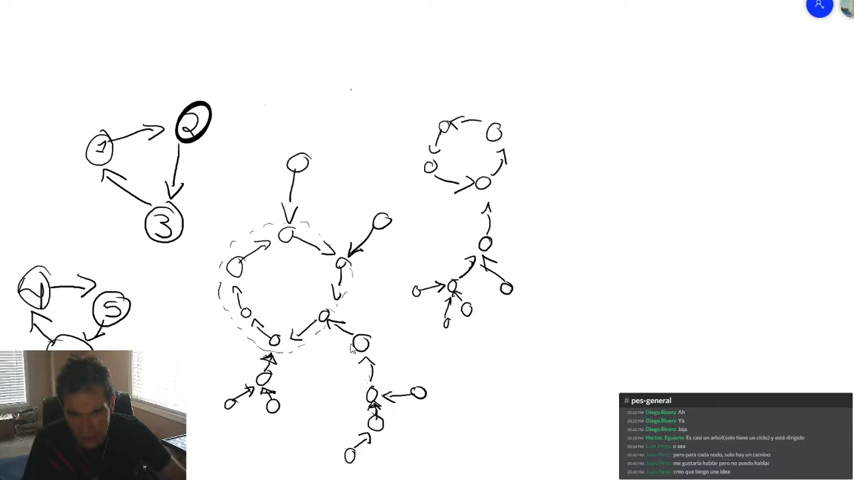 1
2
3
4
5
# pes-general
Diego.Rivera Ah
Diego.Rivera Ya
Diego.Rivera Jaja
Es casi un arbol(solo tiene un ciclo) y está dirigido
o sea
pero para cada nodo, solo hay un camino
me gustaría hablar pero no puedo hablar
creo que tengo una idea